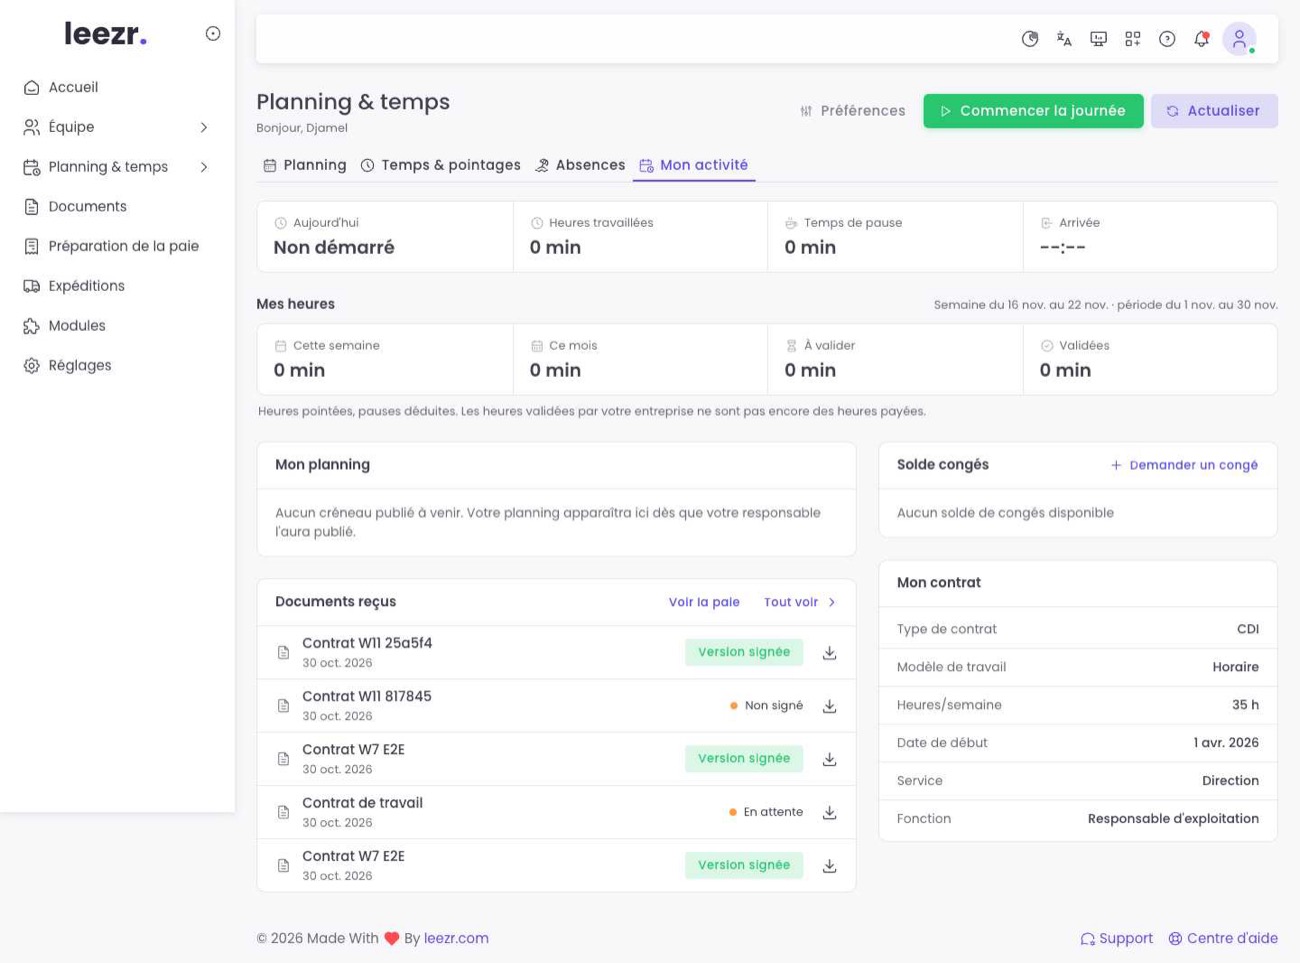 leezr.
Accueil
Équipe
Planning & temps
Documents
Préparation de la paie
Expéditions
Modules
Réglages
Planning & temps
Bonjour, Djamel
Préférences
Commencer la journée
Actualiser
Planning
Temps & pointages
Absences
Mon activité
Aujourd'hui
Non démarré
Heures travaillées
0 min
Temps de pause
0 min
Arrivée
--:--
Mes heures
Semaine du 16 nov. au 22 nov. · période du 1 nov. au 30 nov.
Cette semaine
0 min
Ce mois
0 min
À valider
0 min
Validées
0 min
Heures pointées, pauses déduites. Les heures validées par votre entreprise ne sont pas encore des heures payées.
Mon planning
Aucun créneau publié à venir. Votre planning apparaîtra ici dès que votre responsable
l'aura publié.
Documents reçus
Voir la paie
Tout voir
Contrat W11 25a5f4
30 oct. 2026
Version signée
Contrat W11 817845
30 oct. 2026
Non signé
Contrat W7 E2E
30 oct. 2026
Version signée
Contrat de travail
30 oct. 2026
En attente
Contrat W7 E2E
30 oct. 2026
Version signée
Solde congés
Demander un congé
Aucun solde de congés disponible
Mon contrat
Type de contrat CDI
Modèle de travail Horaire
Heures/semaine 35 h
Date de début 1 avr. 2026
Service Direction
Fonction Responsable d'exploitation
© 2026 Made With ❤ By leezr.com
Support
Centre d'aide